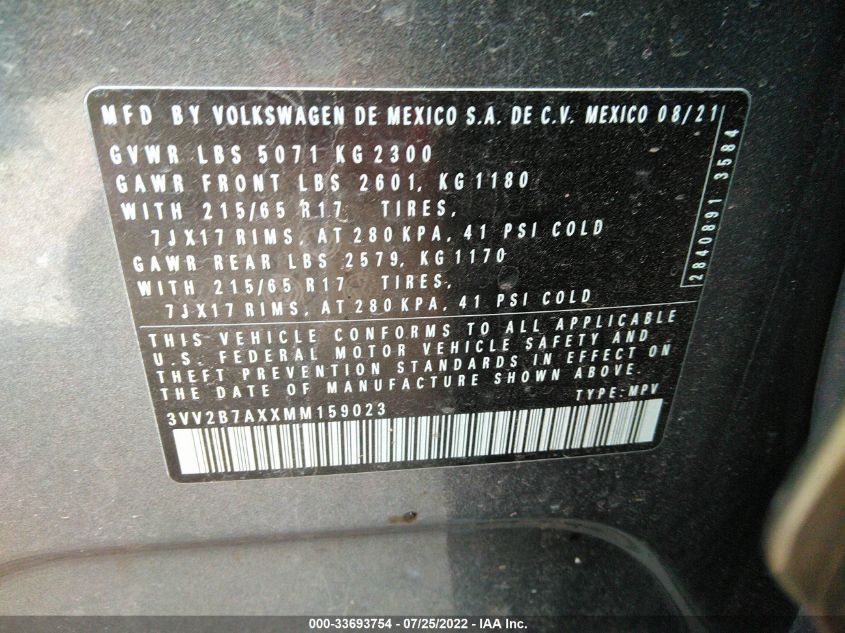 MFD BY VOLKSWAGEN DE MEXICO S.A. DE C.V. MEXICO 08/21
GVWR LBS 5071 KG 2300
GAWR FRONT LBS 2601, KG 1180
WITH 215/65 R17 TIRES,
7JX17 RIMS, AT 280 KPA, 41 PSI COLD
GAWR REAR LBS 2579, KG 1170
WITH 215/65 R17 TIRES,
7JX17 RIMS, AT 280 KPA, 41 PSI COLD
THIS VEHICLE CONFORMS TO ALL APPLICABLE
U.S. FEDERAL MOTOR VEHICLE SAFETY AND
THEFT PREVENTION STANDARDS IN EFFECT ON
THE DATE OF MANUFACTURE SHOWN ABOVE.
3VV2B7AXXMM159023 TYPE: MPV
2840891 3584
000-33693754 - 07/25/2022 - IAA Inc.